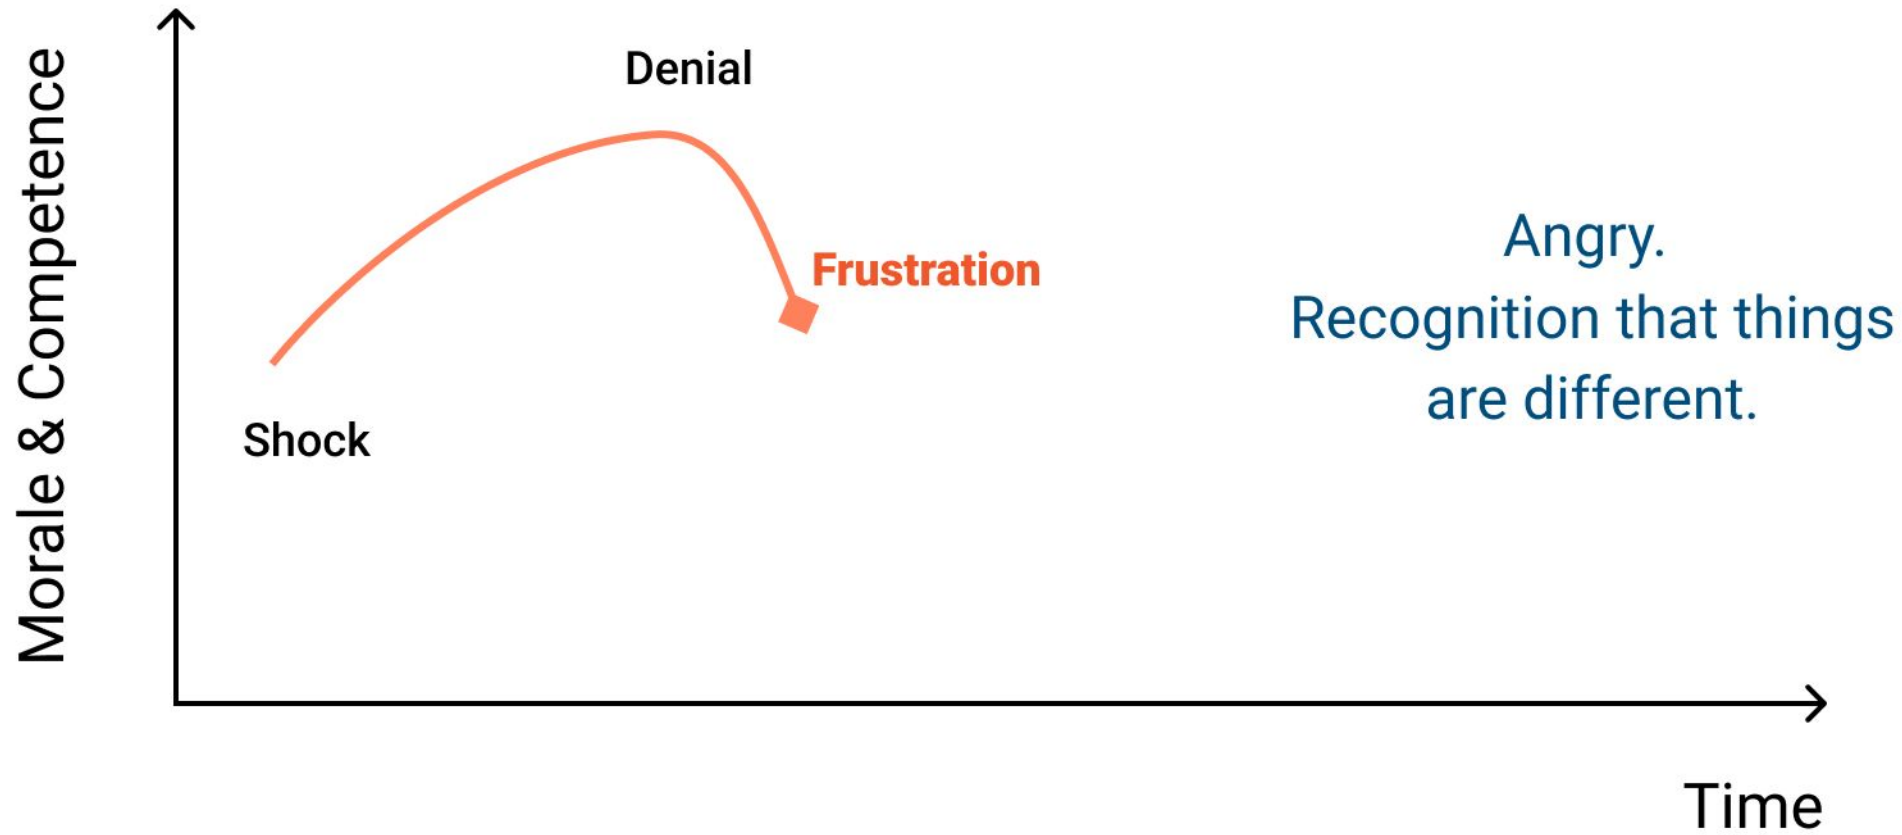 Morale & Competence
Denial
Frustration
Shock
Angry.
Recognition that things
are different.
Time